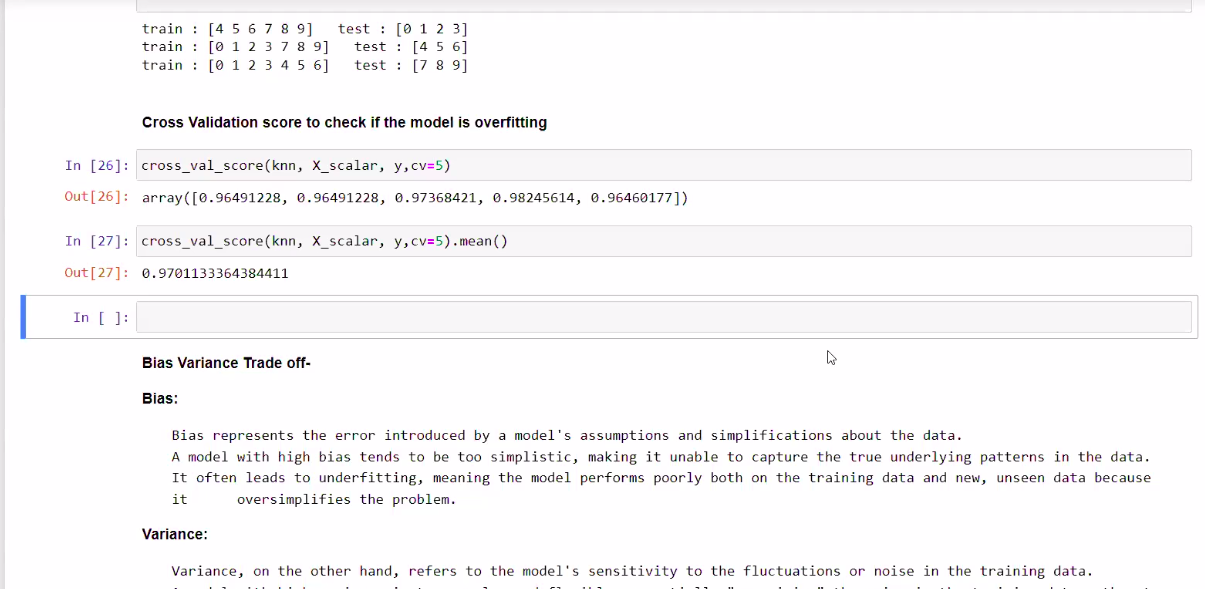 train : [4 5 6 7 8 9]   test : [0 1 2 3]
train : [0 1 2 3 7 8 9]   test : [4 5 6]
train : [0 1 2 3 4 5 6]   test : [7 8 9]
Cross Validation score to check if the model is overfitting
In [26]: cross_val_score(knn, X_scalar, y,cv=5)
Out[26]: array([0.96491228, 0.96491228, 0.97368421, 0.98245614, 0.96460177])
In [27]: cross_val_score(knn, X_scalar, y,cv=5).mean()
Out[27]: 0.9701133364384411
In [ ]:
Bias Variance Trade off-
Bias:
Bias represents the error introduced by a model's assumptions and simplifications about the data.
A model with high bias tends to be too simplistic, making it unable to capture the true underlying patterns in the data.
It often leads to underfitting, meaning the model performs poorly both on the training data and new, unseen data because
it      oversimplifies the problem.
Variance:
Variance, on the other hand, refers to the model's sensitivity to the fluctuations or noise in the training data.